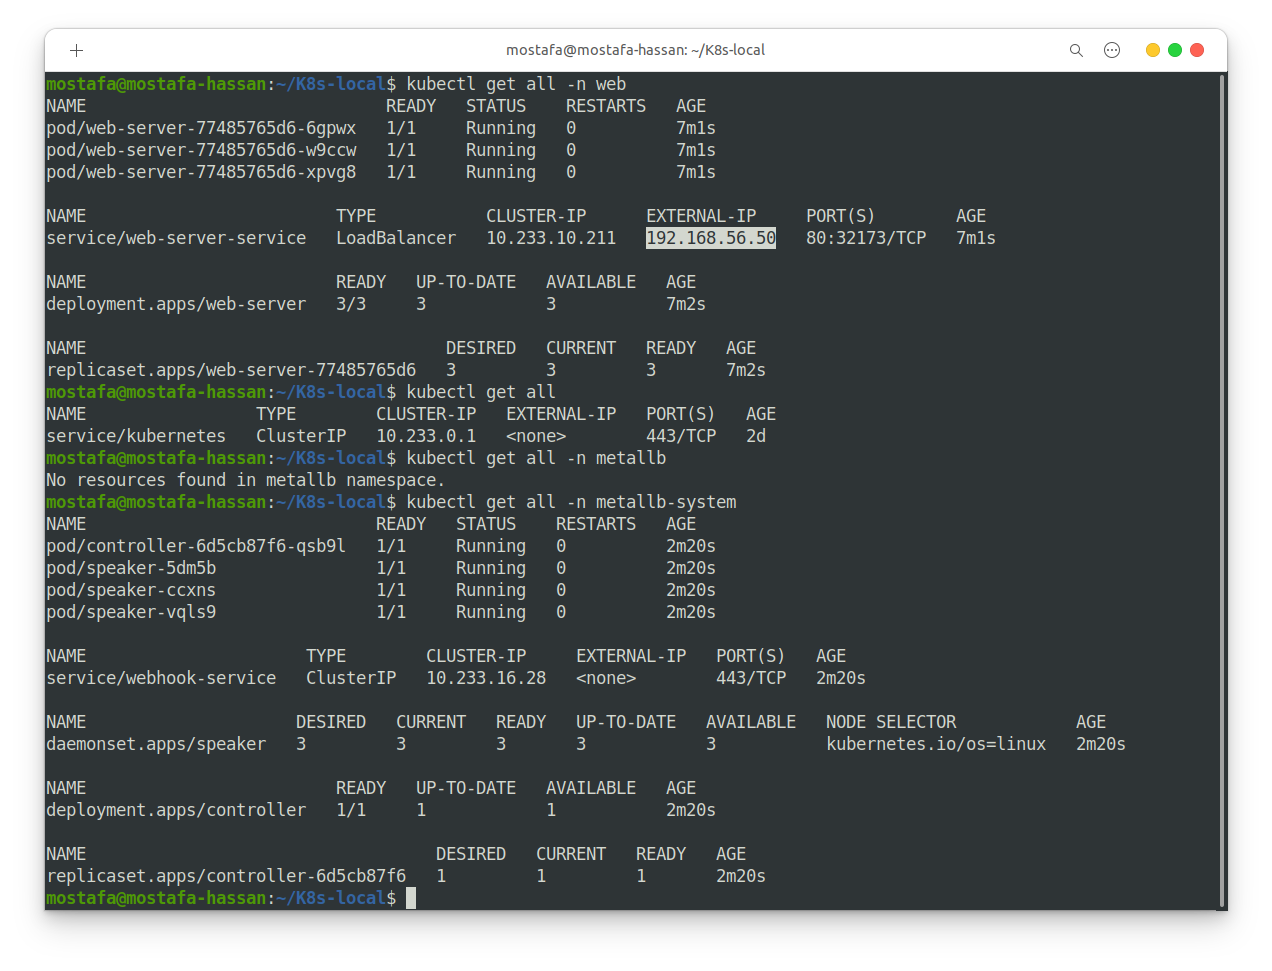 mostafa@mostafa-hassan: ~/K8s-local
mostafa@mostafa-hassan:~/K8s-local$ kubectl get all -n web
NAME                              READY   STATUS    RESTARTS   AGE
pod/web-server-77485765d6-6gpwx   1/1     Running   0          7m1s
pod/web-server-77485765d6-w9ccw   1/1     Running   0          7m1s
pod/web-server-77485765d6-xpvg8   1/1     Running   0          7m1s
NAME                         TYPE           CLUSTER-IP      EXTERNAL-IP     PORT(S)        AGE
service/web-server-service   LoadBalancer   10.233.10.211   192.168.56.50   80:32173/TCP   7m1s
NAME                         READY   UP-TO-DATE   AVAILABLE   AGE
deployment.apps/web-server   3/3     3            3           7m2s
NAME                                    DESIRED   CURRENT   READY   AGE
replicaset.apps/web-server-77485765d6   3         3         3       7m2s
mostafa@mostafa-hassan:~/K8s-local$ kubectl get all
NAME                 TYPE        CLUSTER-IP   EXTERNAL-IP   PORT(S)   AGE
service/kubernetes   ClusterIP   10.233.0.1   <none>        443/TCP   2d
mostafa@mostafa-hassan:~/K8s-local$ kubectl get all -n metallb
No resources found in metallb namespace.
mostafa@mostafa-hassan:~/K8s-local$ kubectl get all -n metallb-system
NAME                             READY   STATUS    RESTARTS   AGE
pod/controller-6d5cb87f6-qsb9l   1/1     Running   0          2m20s
pod/speaker-5dm5b                1/1     Running   0          2m20s
pod/speaker-ccxns                1/1     Running   0          2m20s
pod/speaker-vqls9                1/1     Running   0          2m20s
NAME                      TYPE        CLUSTER-IP     EXTERNAL-IP   PORT(S)   AGE
service/webhook-service   ClusterIP   10.233.16.28   <none>        443/TCP   2m20s
NAME                     DESIRED   CURRENT   READY   UP-TO-DATE   AVAILABLE   NODE SELECTOR            AGE
daemonset.apps/speaker   3         3         3       3            3           kubernetes.io/os=linux   2m20s
NAME                         READY   UP-TO-DATE   AVAILABLE   AGE
deployment.apps/controller   1/1     1            1           2m20s
NAME                                   DESIRED   CURRENT   READY   AGE
replicaset.apps/controller-6d5cb87f6   1         1         1       2m20s
mostafa@mostafa-hassan:~/K8s-local$